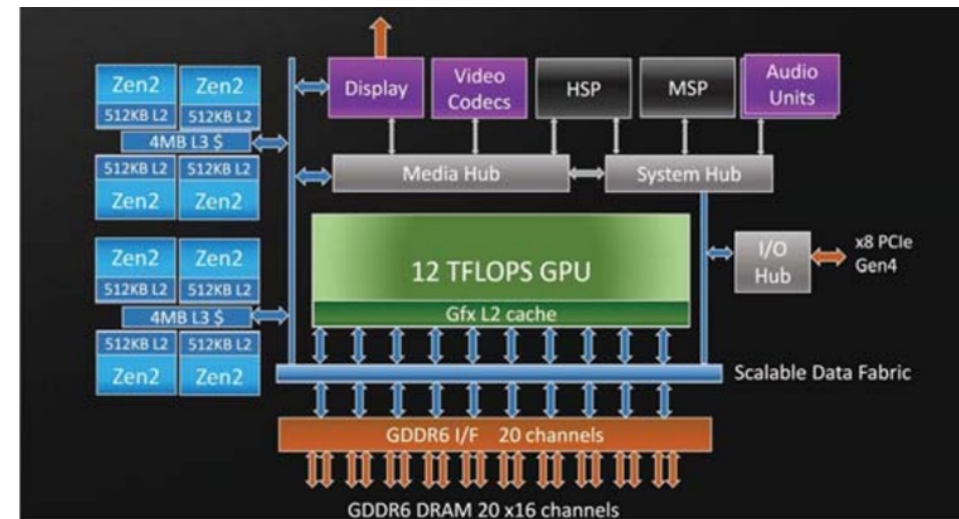 Zen2 Zen2
512KB L2 512KB L2
4MB L3 $
512KB L2 512KB L2
Zen2 Zen2
Zen2 Zen2
512KB L2 512KB L2
4MB L3 $
512KB L2 512KB L2
Zen2 Zen2
Display
Video
Codecs
HSP
MSP
Audio
Units
Media Hub
System Hub
12 TFLOPS GPU
Gfx L2 cache
I/O
Hub
x8 PCIe
Gen4
Scalable Data Fabric
GDDR6 I/F 20 channels
GDDR6 DRAM 20 x16 channels